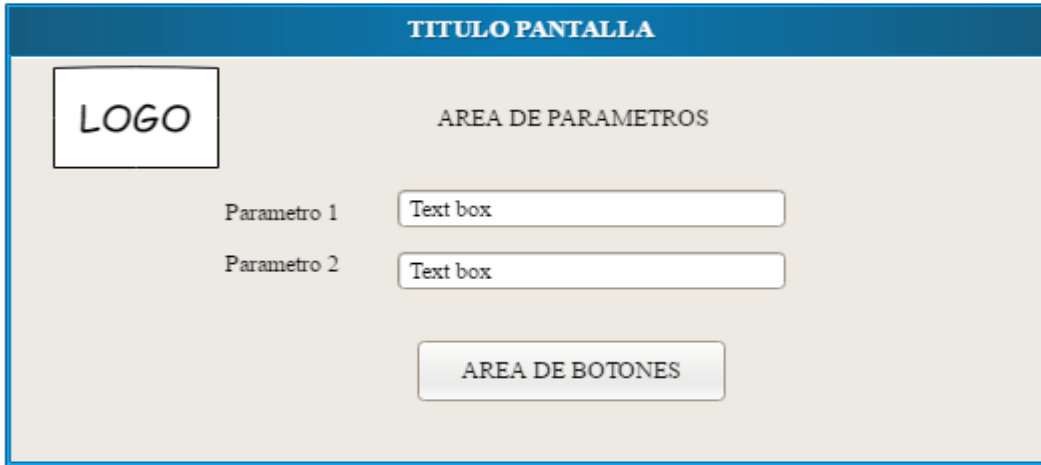 TITULO PANTALLA
LOGO
AREA DE PARAMETROS
Parametro 1
Text box
Parametro 2
Text box
AREA DE BOTONES